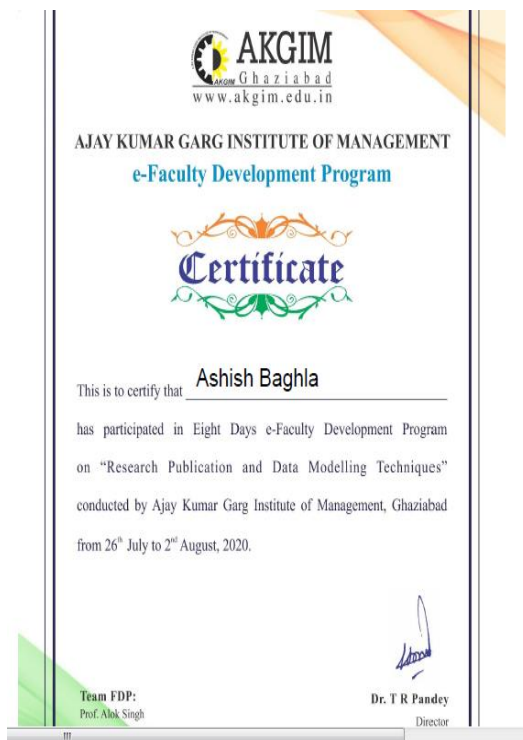 AKGIM
AKGIM Ghaziabad
www.akgim.edu.in
AJAY KUMAR GARG INSTITUTE OF MANAGEMENT
e-Faculty Development Program
Certificate
This is to certify that Ashish Baghla
has participated in Eight Days e-Faculty Development Program
on “Research Publication and Data Modelling Techniques”
conducted by Ajay Kumar Garg Institute of Management, Ghaziabad
from 26th July to 2nd August, 2020.
Team FDP:
Prof. Alok Singh
Dr. T R Pandey
Director